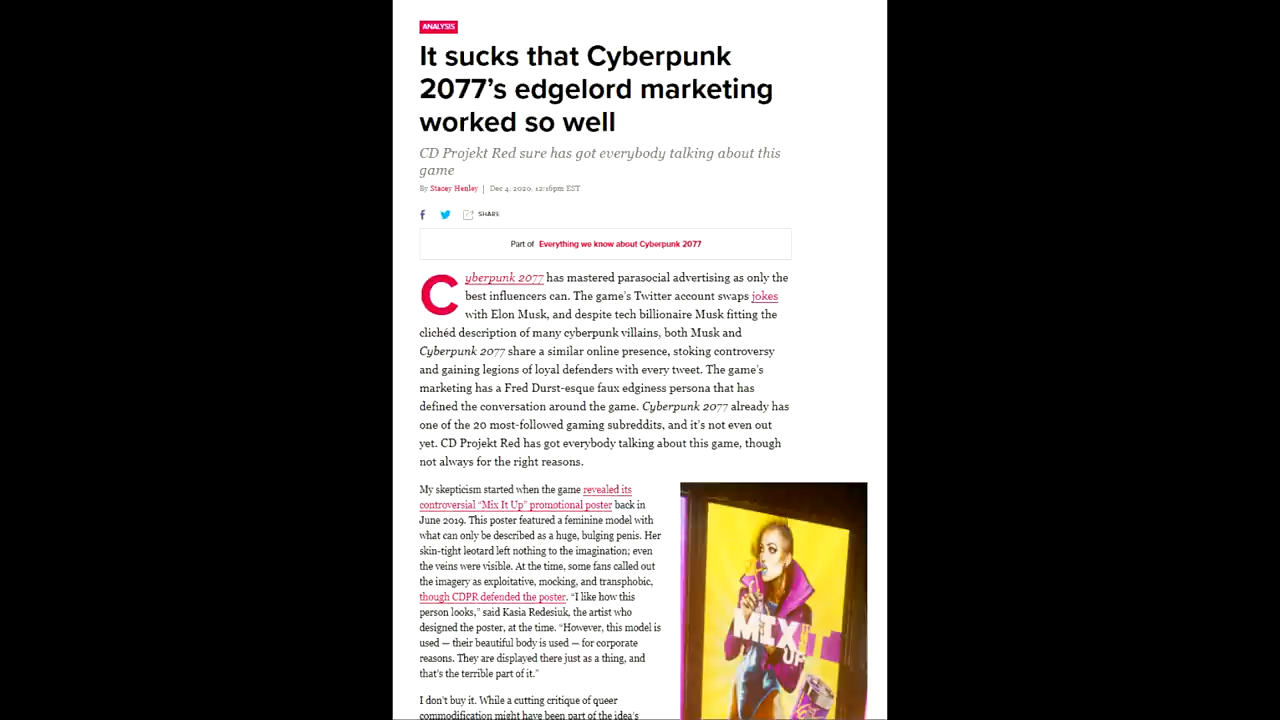 ANALYSIS
It sucks that Cyberpunk
2077’s edgelord marketing
worked so well
CD Projekt Red sure has got everybody talking about this
game
By Stacey Henley | Dec 4, 2020, 12:16pm EST
SHARE
Part of Everything we know about Cyberpunk 2077
Cyberpunk 2077 has mastered parasocial advertising as only the
best influencers can. The game’s Twitter account swaps jokes
with Elon Musk, and despite tech billionaire Musk fitting the
clichéd description of many cyberpunk villains, both Musk and
Cyberpunk 2077 share a similar online presence, stoking controversy
and gaining legions of loyal defenders with every tweet. The game’s
marketing has a Fred Durst-esque faux edginess persona that has
defined the conversation around the game. Cyberpunk 2077 already has
one of the 20 most-followed gaming subreddits, and it’s not even out
yet. CD Projekt Red has got everybody talking about this game, though
not always for the right reasons.
My skepticism started when the game revealed its
controversial “Mix It Up” promotional poster back in
June 2019. This poster featured a feminine model with
what can only be described as a huge, bulging penis. Her
skin-tight leotard left nothing to the imagination; even
the veins were visible. At the time, some fans called out
the imagery as exploitative, mocking, and transphobic,
though CDPR defended the poster. “I like how this
person looks,” said Kasia Redesiuk, the artist who
designed the poster, at the time. “However, this model is
used — their beautiful body is used — for corporate
reasons. They are displayed there just as a thing, and
that’s the terrible part of it.”
I don’t buy it. While a cutting critique of queer
commodification might have been part of the idea’s
MIX IT
UP